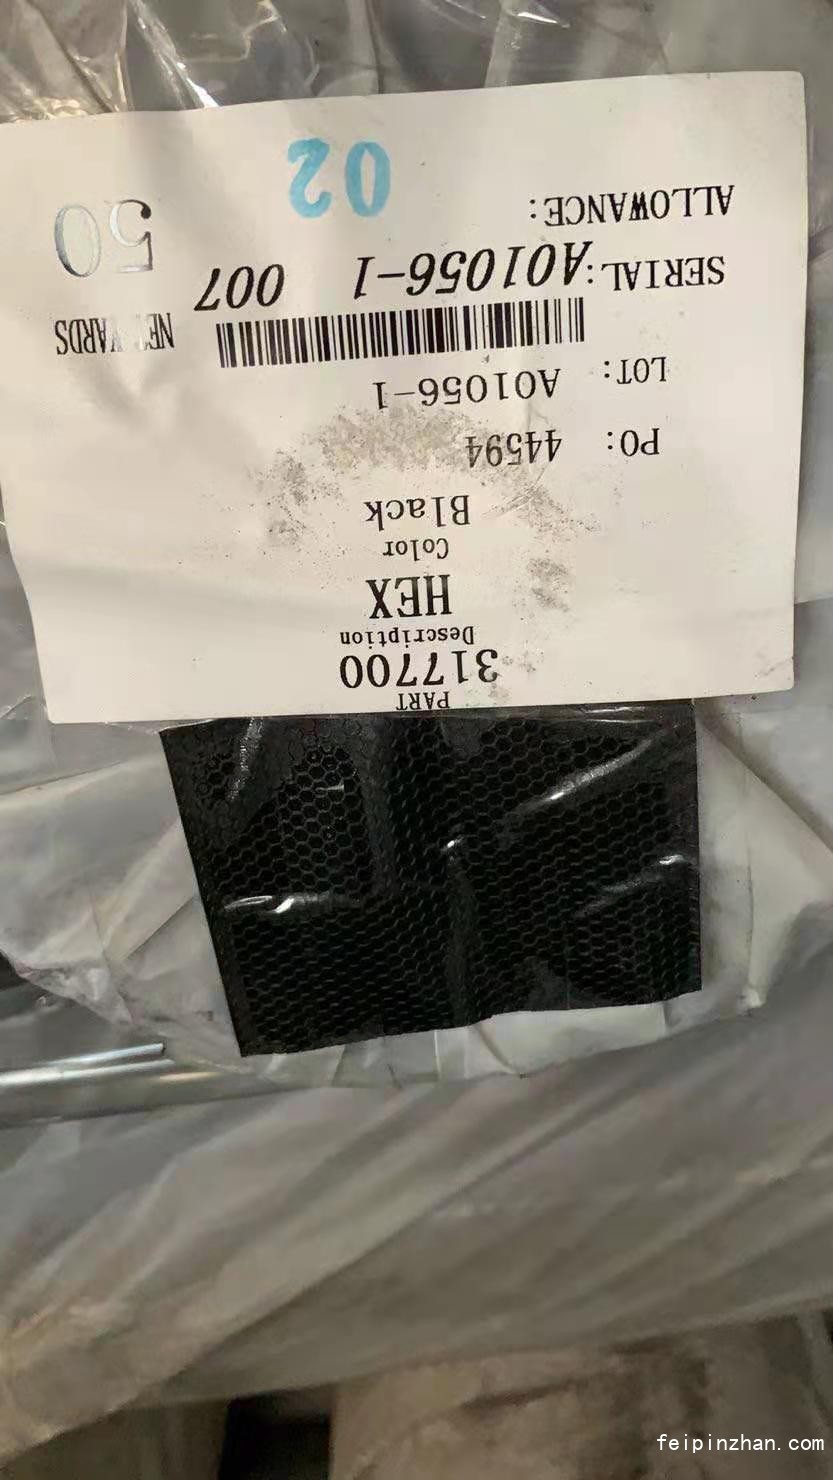 PART
317700
Description
HEX
Color
Black
PO: 44594
LOT: A01056-1
NET YARDS
SERIAL: A01056-1 007
50
ALLOWANCE:
02
feipinzhan.com